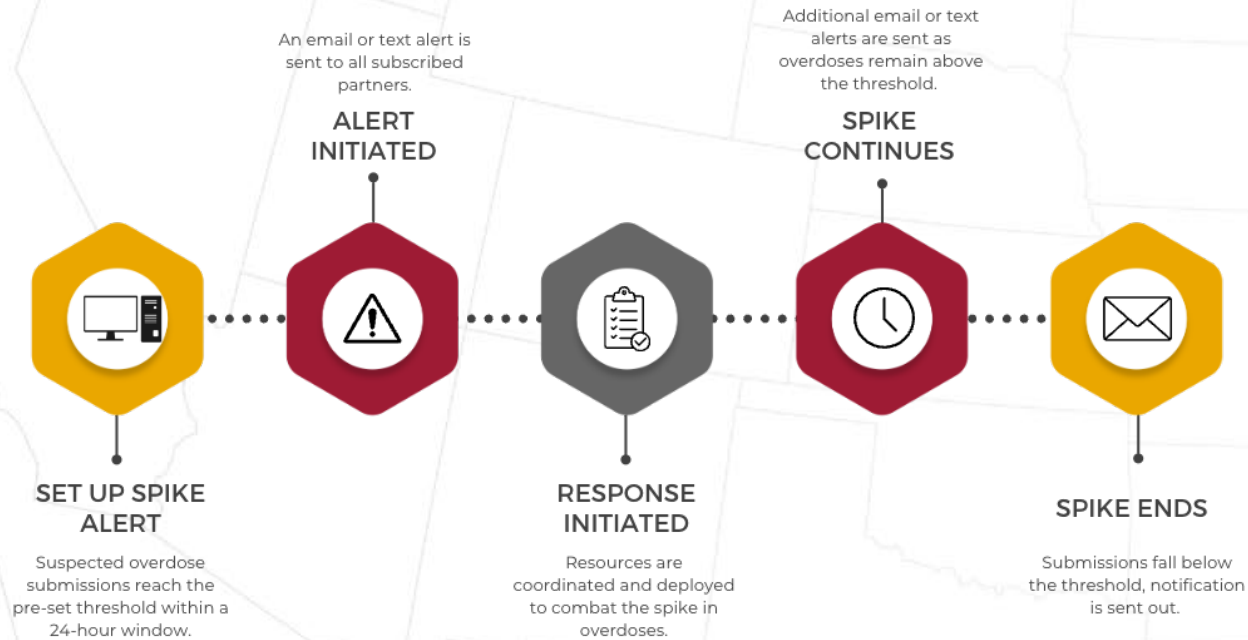 SET UP SPIKE
ALERT
Suspected overdose
submissions reach the
pre-set threshold within a
24-hour window.
An email or text alert is
sent to all subscribed
partners.
ALERT
INITIATED
RESPONSE
INITIATED
Resources are
coordinated and deployed
to combat the spike in
overdoses.
Additional email or text
alerts are sent as
overdoses remain above
the threshold.
SPIKE
CONTINUES
SPIKE ENDS
Submissions fall below
the threshold, notification
is sent out.